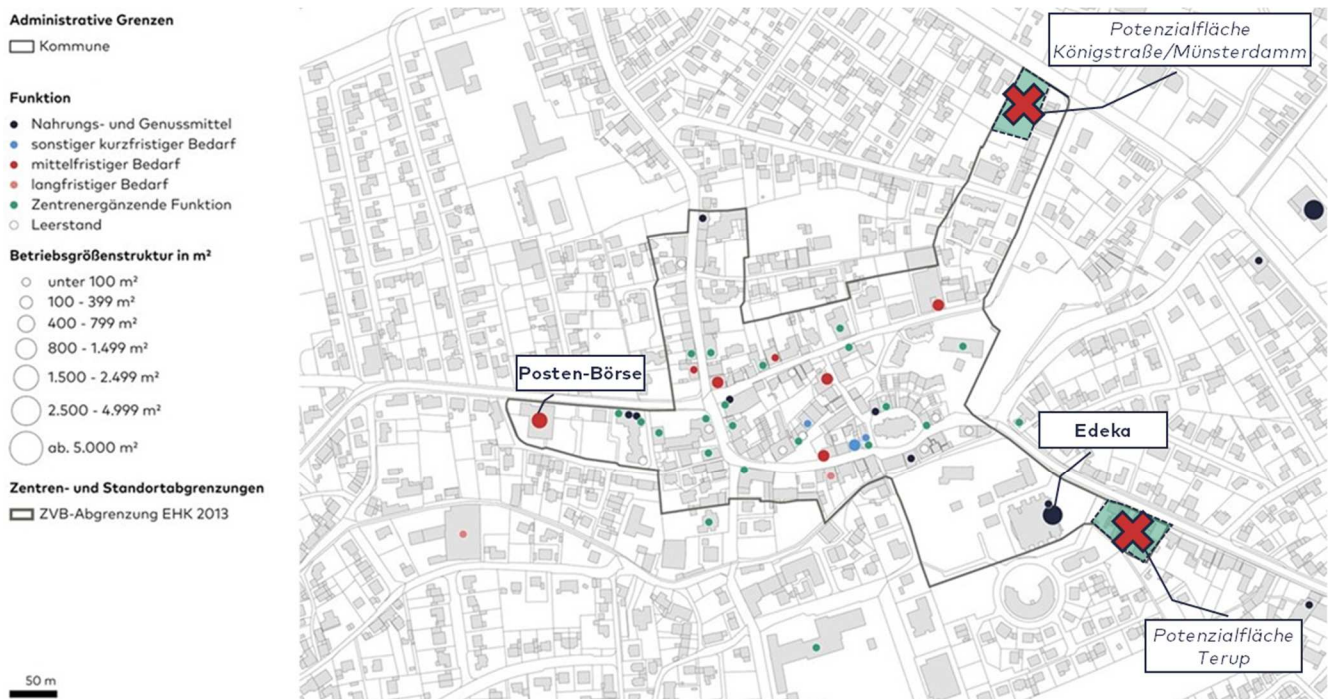 Administrative Grenzen
Kommune
Funktion
Nahrungs- und Genussmittel
sonstiger kurzfristiger Bedarf
mittelfristiger Bedarf
langfristiger Bedarf
Zentrenergänzende Funktion
Leerstand
Betriebsgrößenstruktur in m²
unter 100 m²
100 - 399 m²
400 - 799 m²
800 - 1.499 m²
1.500 - 2.499 m²
2.500 - 4.999 m²
ab. 5.000 m²
Zentren- und Standortabgrenzungen
ZVB-Abgrenzung EHK 2013
50 m
Potenzialfläche
Königstraße/Münsterdamm
Posten-Börse
Edeka
Potenzialfläche
Terup